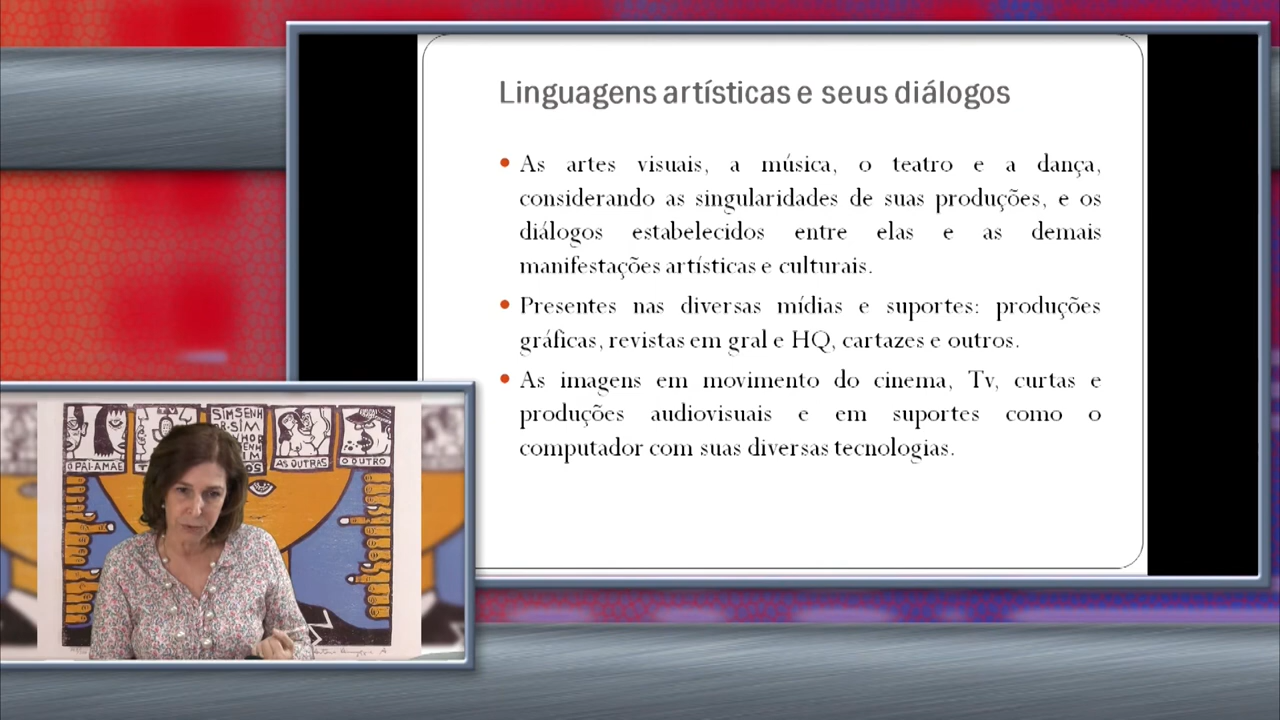 Linguagens artísticas e seus diálogos
As artes visuais, a música, o teatro e a dança,
considerando as singularidades de suas produções, e os
diálogos estabelecidos entre elas e as demais
manifestações artísticas e culturais.
Presentes nas diversas mídias e suportes: produções
gráficas, revistas em gral e HQ, cartazes e outros.
As imagens em movimento do cinema, Tv, curtas e
produções audiovisuais e em suportes como o
computador com suas diversas tecnologias.
SIMSENH
O PAI-AMÃE
AS OUTRAS
O OUTRO